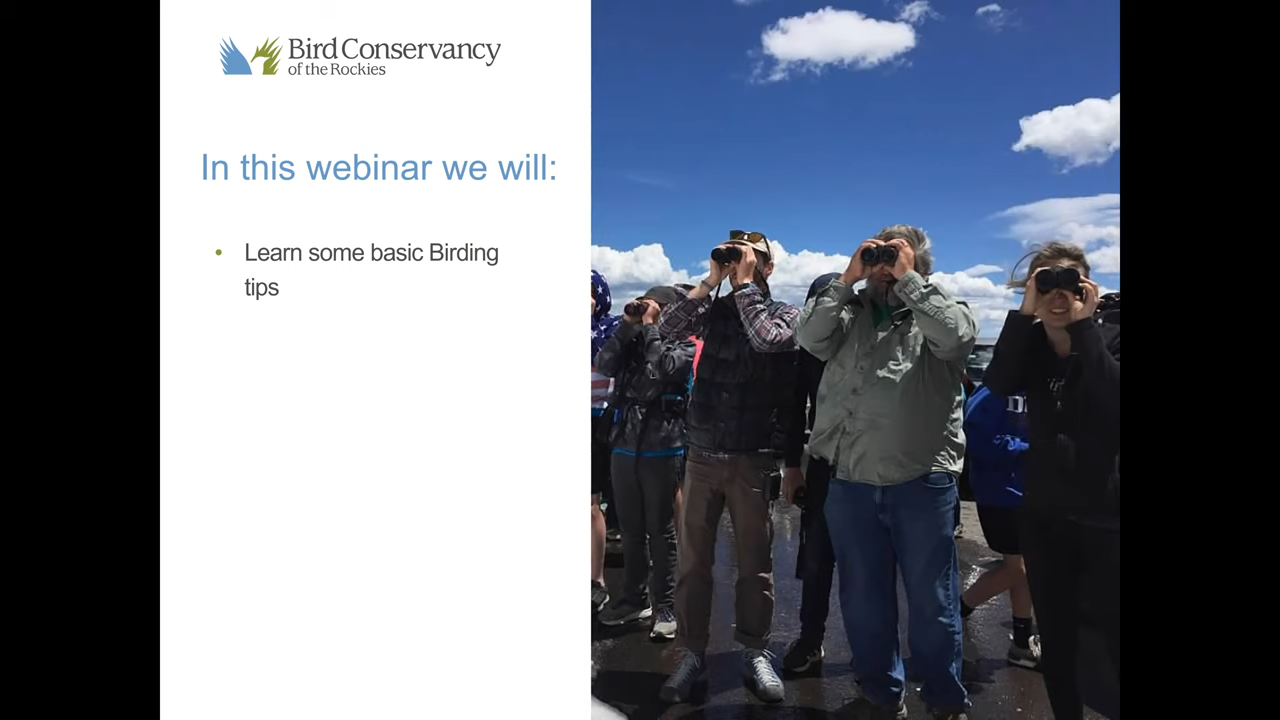 Bird Conservancy
of the Rockies
In this webinar we will:
• Learn some basic Birding
tips